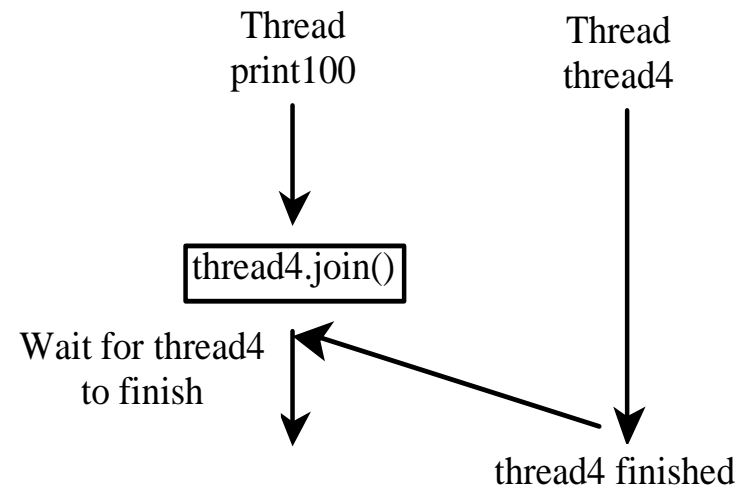 Thread
print100
Thread
thread4
thread4.join()
Wait for thread4
to finish
thread4 finished